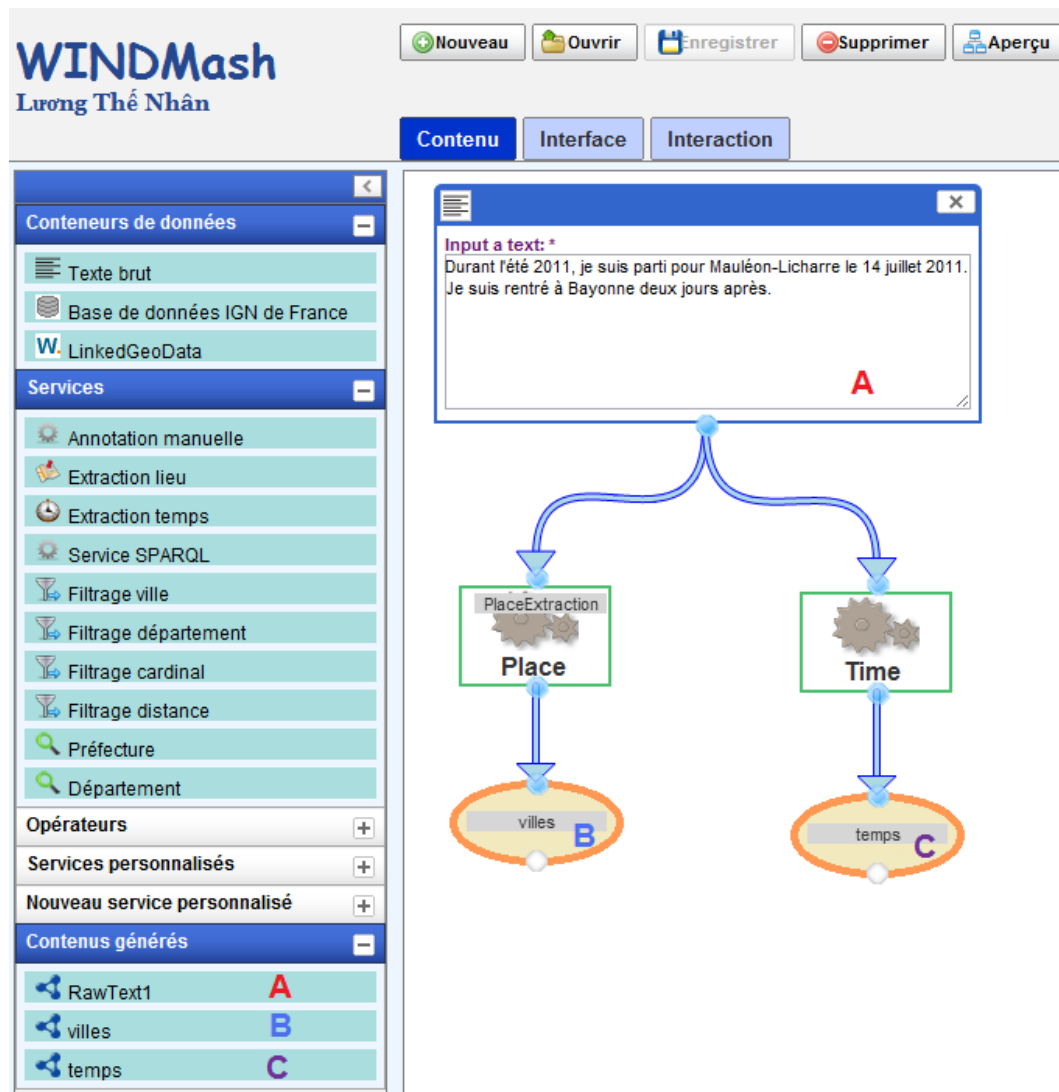 WINDMash
Lương Thế Nhân
Nouveau
Ouvrir
Enregistrer
Supprimer
Aperçu
Contenu
Interface
Interaction
Conteneurs de données
Texte brut
Base de données IGN de France
W. LinkedGeoData
Services
Annotation manuelle
Extraction lieu
Extraction temps
Service SPARQL
Filtrage ville
Filtrage département
Filtrage cardinal
Filtrage distance
Préfecture
Département
Opérateurs
Services personnalisés
Nouveau service personnalisé
Contenus générés
RawText1 A
villes B
temps C
Input a text: *
Durant l'été 2011, je suis parti pour Mauléon-Licharre le 14 juillet 2011.
Je suis rentré à Bayonne deux jours après.
A
PlaceExtraction
Place
Time
villes
B
temps
C